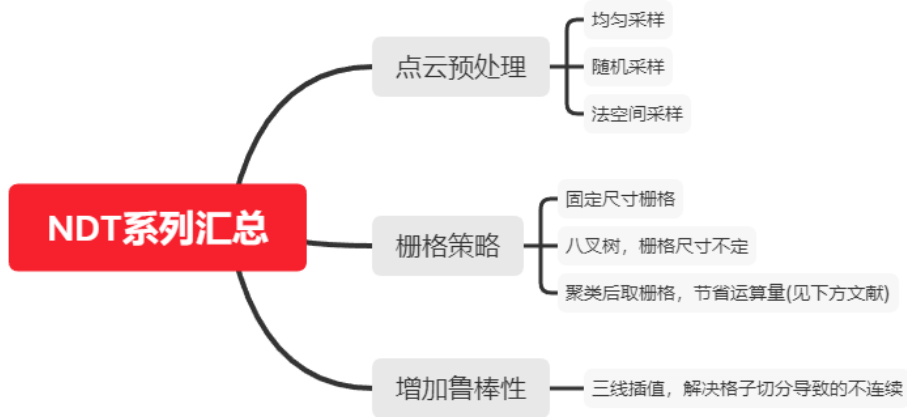 NDT系列汇总
点云预处理
均匀采样
随机采样
法空间采样
栅格策略
固定尺寸栅格
八叉树，栅格尺寸不定
聚类后取栅格，节省运算量(见下方文献)
增加鲁棒性
三线插值，解决格子切分导致的不连续